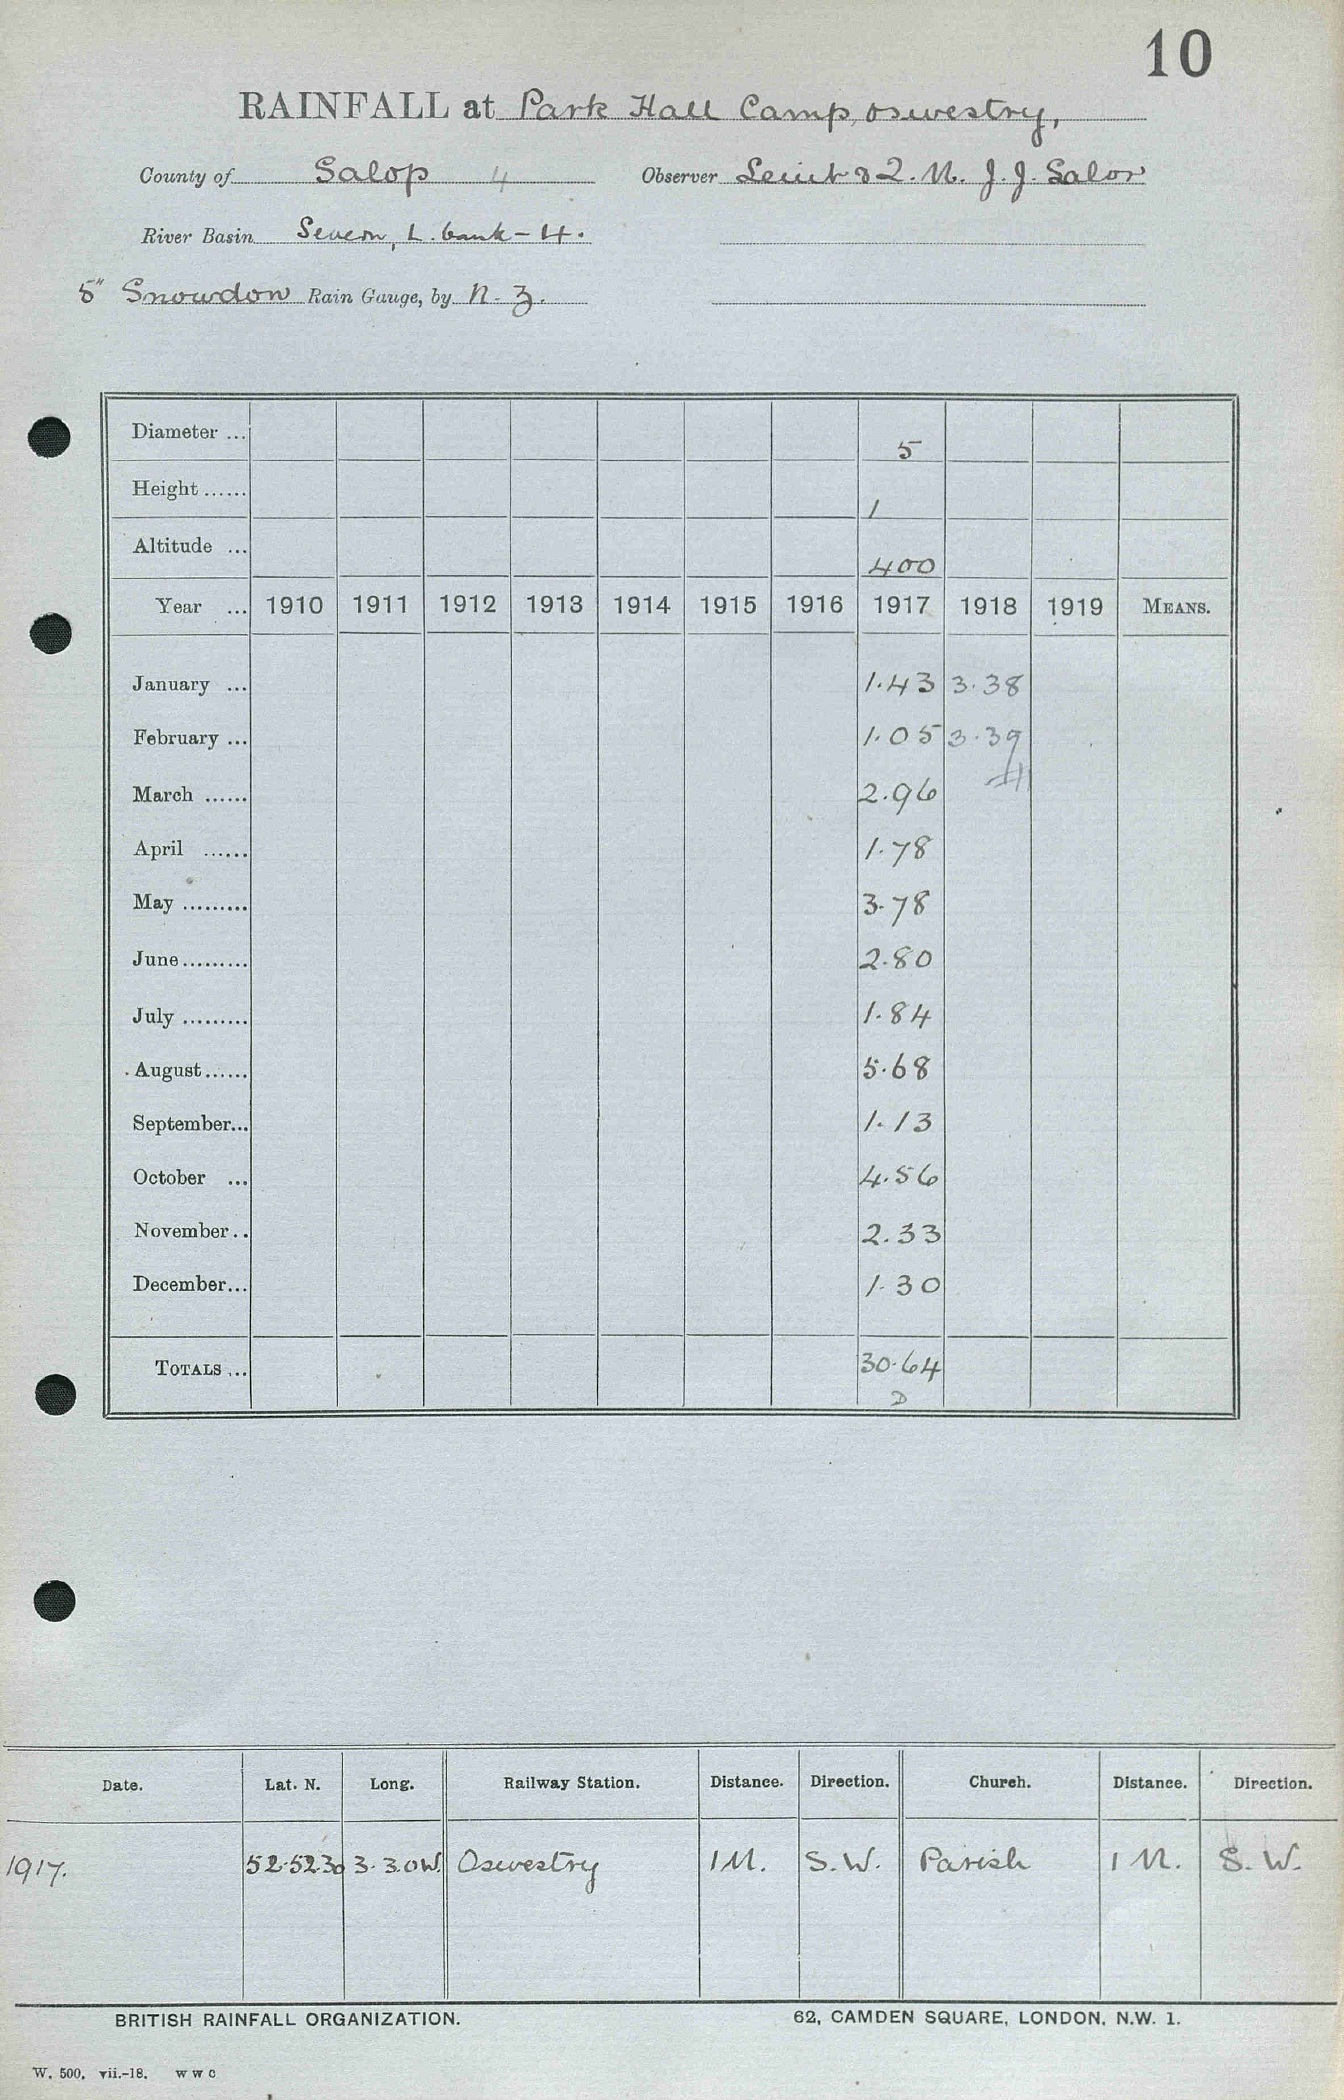 10
RAINFALL at Park Hall Camp, Oswestry,
County of Salop 4 Observer Leiut & Q. M. J. J. Salor
River Basin Severn, L. bank - 4.
5" Snowdon Rain Gauge, by N. Z.
Diameter ... 5
Height ...... 1
Altitude ... 400
Year ... 1910 1911 1912 1913 1914 1915 1916 1917 1918 1919 MEANS.
January ... 1.43 3.38
February ... 1.05 3.39
March ...... 2.96
April ...... 1.78
May ......... 3.78
June ......... 2.80
July ......... 1.84
August ...... 5.68
September... 1.13
October ... 4.56
November .. 2.33
December... 1.30
TOTALS ... 30.64
D
Date. Lat. N. Long. Railway Station. Distance. Direction. Church. Distance. Direction.
1917. 52.52.30 3.3.0W. Oswestry 1 M. S.W. Parish 1 M. S.W.
BRITISH RAINFALL ORGANIZATION. 62, CAMDEN SQUARE, LONDON, N.W. 1.
W. 500. vii.-18. W W C